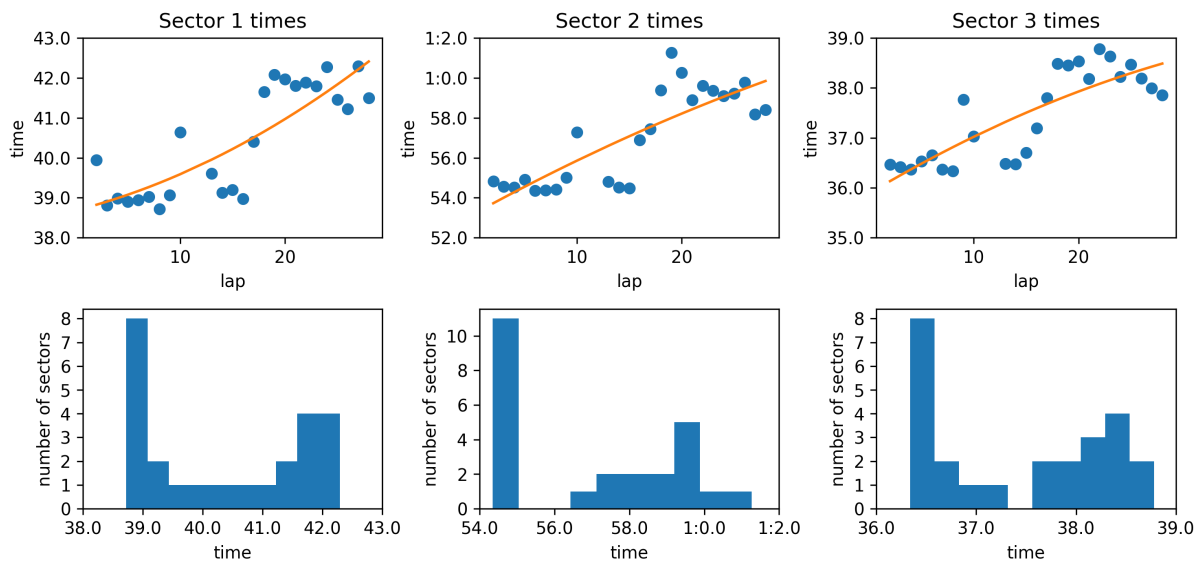 Sector 1 times
43.0
42.0
41.0
40.0
39.0
38.0
time
10 20
lap
Sector 2 times
1:2.0
1:0.0
58.0
56.0
54.0
52.0
time
10 20
lap
Sector 3 times
39.0
38.0
37.0
36.0
35.0
time
10 20
lap
8
7
6
5
4
3
2
1
0
number of sectors
38.0 39.0 40.0 41.0 42.0 43.0
time
10
8
6
4
2
0
number of sectors
54.0 56.0 58.0 1:0.0 1:2.0
time
8
7
6
5
4
3
2
1
0
number of sectors
36.0 37.0 38.0 39.0
time